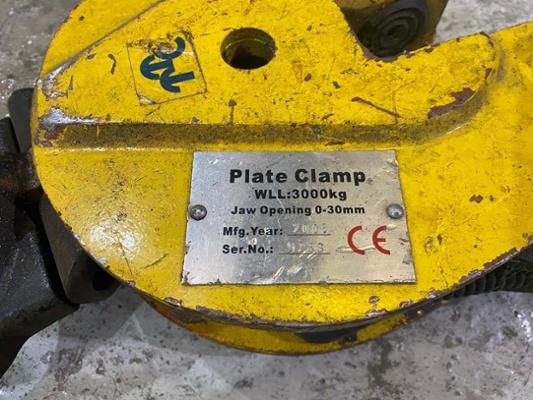 Plate Clamp
WLL:3000kg
Jaw Opening 0-30mm
Mfg.Year:
Ser.No.:
CE